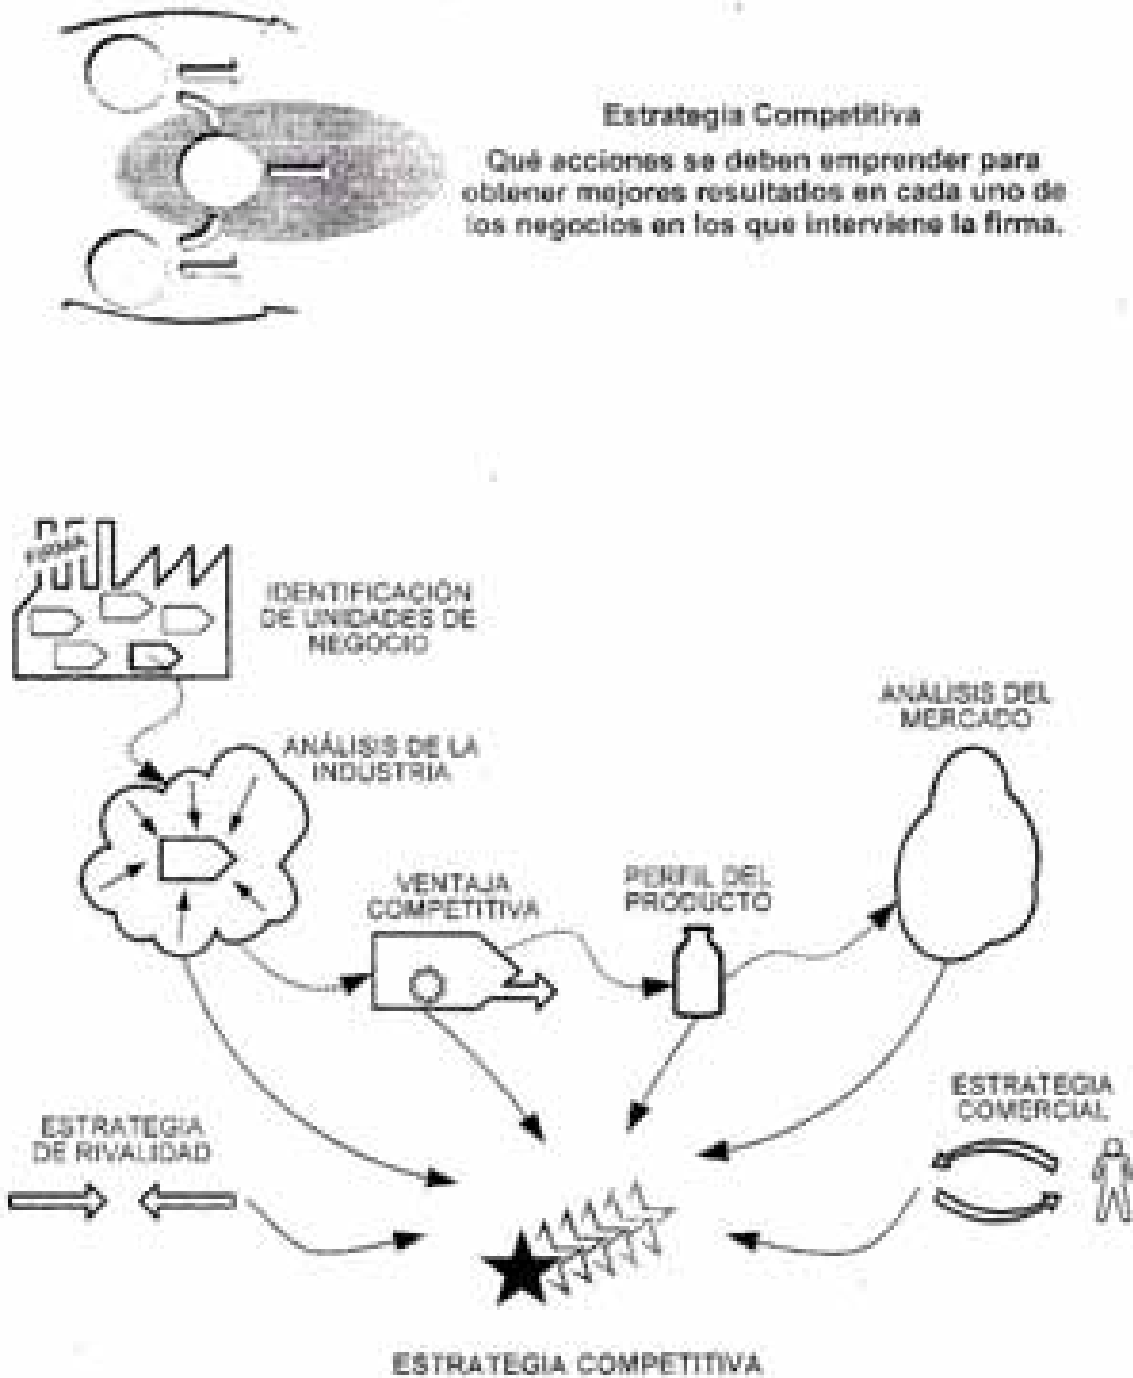 Estrategia Competitiva
Qué acciones se deben emprender para
obtener mejores resultados en cada uno de
los negocios en los que interviene la firma.
FIRMA
IDENTIFICACIÓN
DE UNIDADES DE
NEGOCIO
ANÁLISIS DEL
MERCADO
ANÁLISIS DE LA
INDUSTRIA
VENTAJA
COMPETITIVA
PERFIL DEL
PRODUCTO
ESTRATEGIA
COMERCIAL
ESTRATEGIA
DE RIVALIDAD
ESTRATEGIA COMPETITIVA